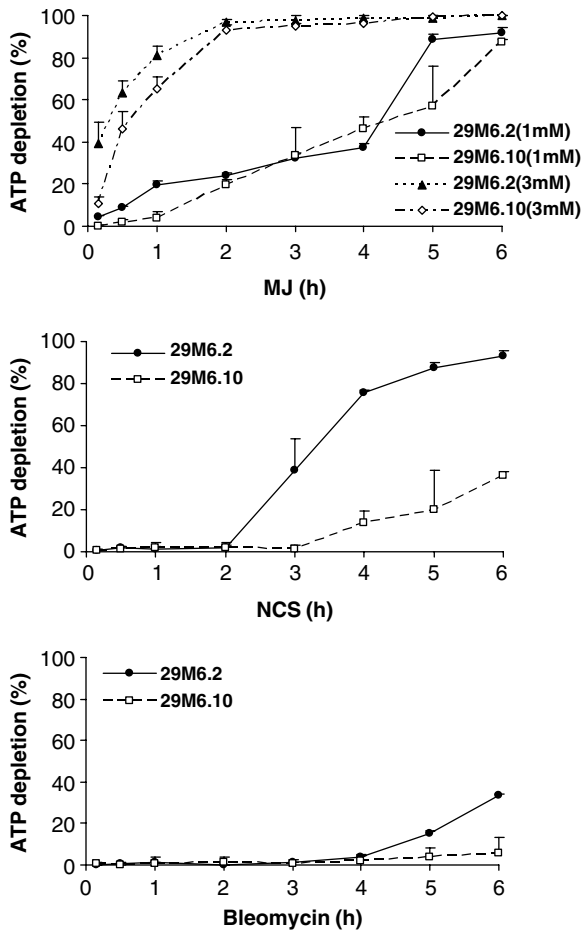 100
80
60
40
20
0
ATP depletion (%)
29M6.2(1mM)
29M6.10(1mM)
29M6.2(3mM)
29M6.10(3mM)
0 1 2 3 4 5 6
MJ (h)
100
80
60
40
20
0
ATP depletion (%)
29M6.2
29M6.10
0 1 2 3 4 5 6
NCS (h)
100
80
60
40
20
0
ATP depletion (%)
29M6.2
29M6.10
0 1 2 3 4 5 6
Bleomycin (h)